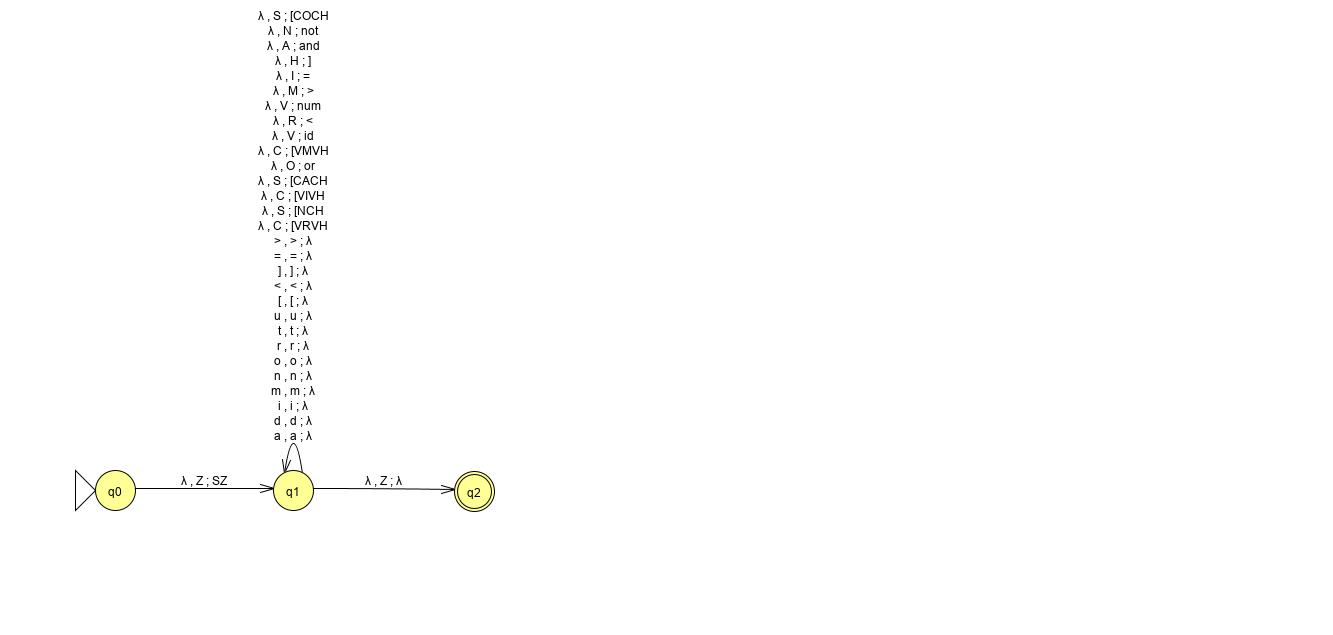 λ , S ; [COCH
λ , N ; not
λ , A ; and
λ , H ; ]
λ , I ; =
λ , M ; >
λ , V ; num
λ , R ; <
λ , V ; id
λ , C ; [VMVH
λ , O ; or
λ , S ; [CACH
λ , C ; [VIVH
λ , S ; [NCH
λ , C ; [VRVH
> , > ; λ
= , = ; λ
] , ] ; λ
< , < ; λ
[ , [ ; λ
u , u ; λ
t , t ; λ
r , r ; λ
o , o ; λ
n , n ; λ
m , m ; λ
i , i ; λ
d , d ; λ
a , a ; λ
λ , Z ; SZ
λ , Z ; λ
q0
q1
q2